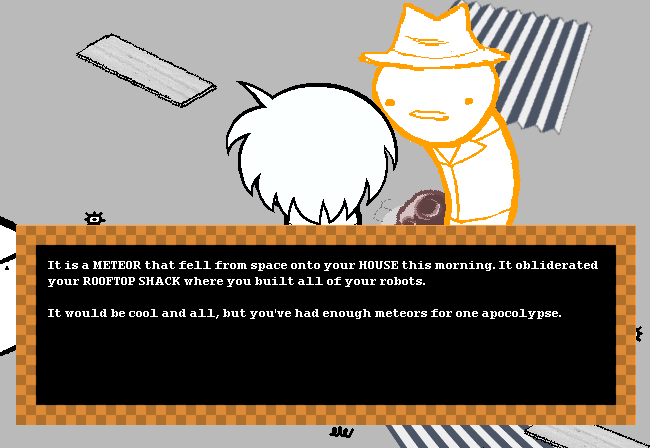 It is a METEOR that fell from space onto your HOUSE this morning. It obliderated
your ROOFTOP SHACK where you built all of your robots.
It would be cool and all, but you've had enough meteors for one apocolypse.